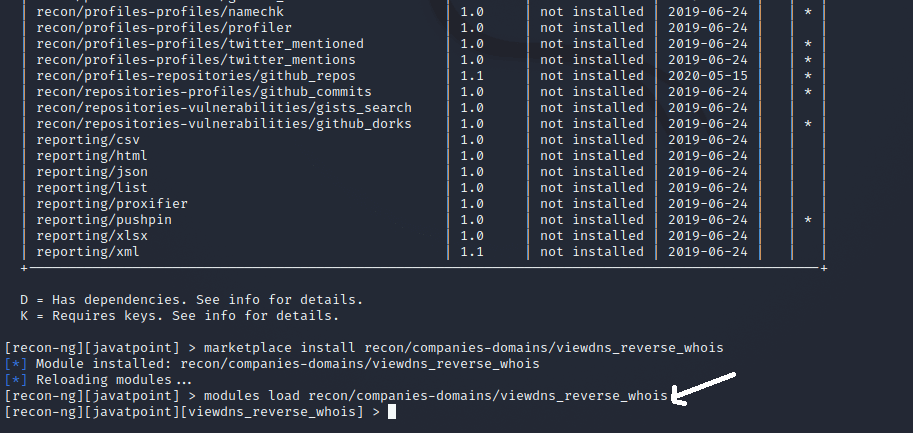 | recon/profiles-profiles/namechk | 1.0 | not installed | 2019-06-24 | | * |
| recon/profiles-profiles/profiler | 1.0 | not installed | 2019-06-24 | | |
| recon/profiles-profiles/twitter_mentioned | 1.0 | not installed | 2019-06-24 | | * |
| recon/profiles-profiles/twitter_mentions | 1.0 | not installed | 2019-06-24 | | * |
| recon/profiles-repositories/github_repos | 1.1 | not installed | 2020-05-15 | | * |
| recon/repositories-profiles/github_commits | 1.0 | not installed | 2019-06-24 | | * |
| recon/repositories-vulnerabilities/gists_search | 1.0 | not installed | 2019-06-24 | | |
| recon/repositories-vulnerabilities/github_dorks | 1.0 | not installed | 2019-06-24 | | * |
| reporting/csv | 1.0 | not installed | 2019-06-24 | | |
| reporting/html | 1.0 | not installed | 2019-06-24 | | |
| reporting/json | 1.0 | not installed | 2019-06-24 | | |
| reporting/list | 1.0 | not installed | 2019-06-24 | | |
| reporting/proxifier | 1.0 | not installed | 2019-06-24 | | |
| reporting/pushpin | 1.0 | not installed | 2019-06-24 | | * |
| reporting/xlsx | 1.0 | not installed | 2019-06-24 | | |
| reporting/xml | 1.1 | not installed | 2019-06-24 | | |
D = Has dependencies. See info for details.
K = Requires keys. See info for details.
[recon-ng][javatpoint] > marketplace install recon/companies-domains/viewdns_reverse_whois
[*] Module installed: recon/companies-domains/viewdns_reverse_whois
[*] Reloading modules...
[recon-ng][javatpoint] > modules load recon/companies-domains/viewdns_reverse_whois
[recon-ng][javatpoint][viewdns_reverse_whois] >